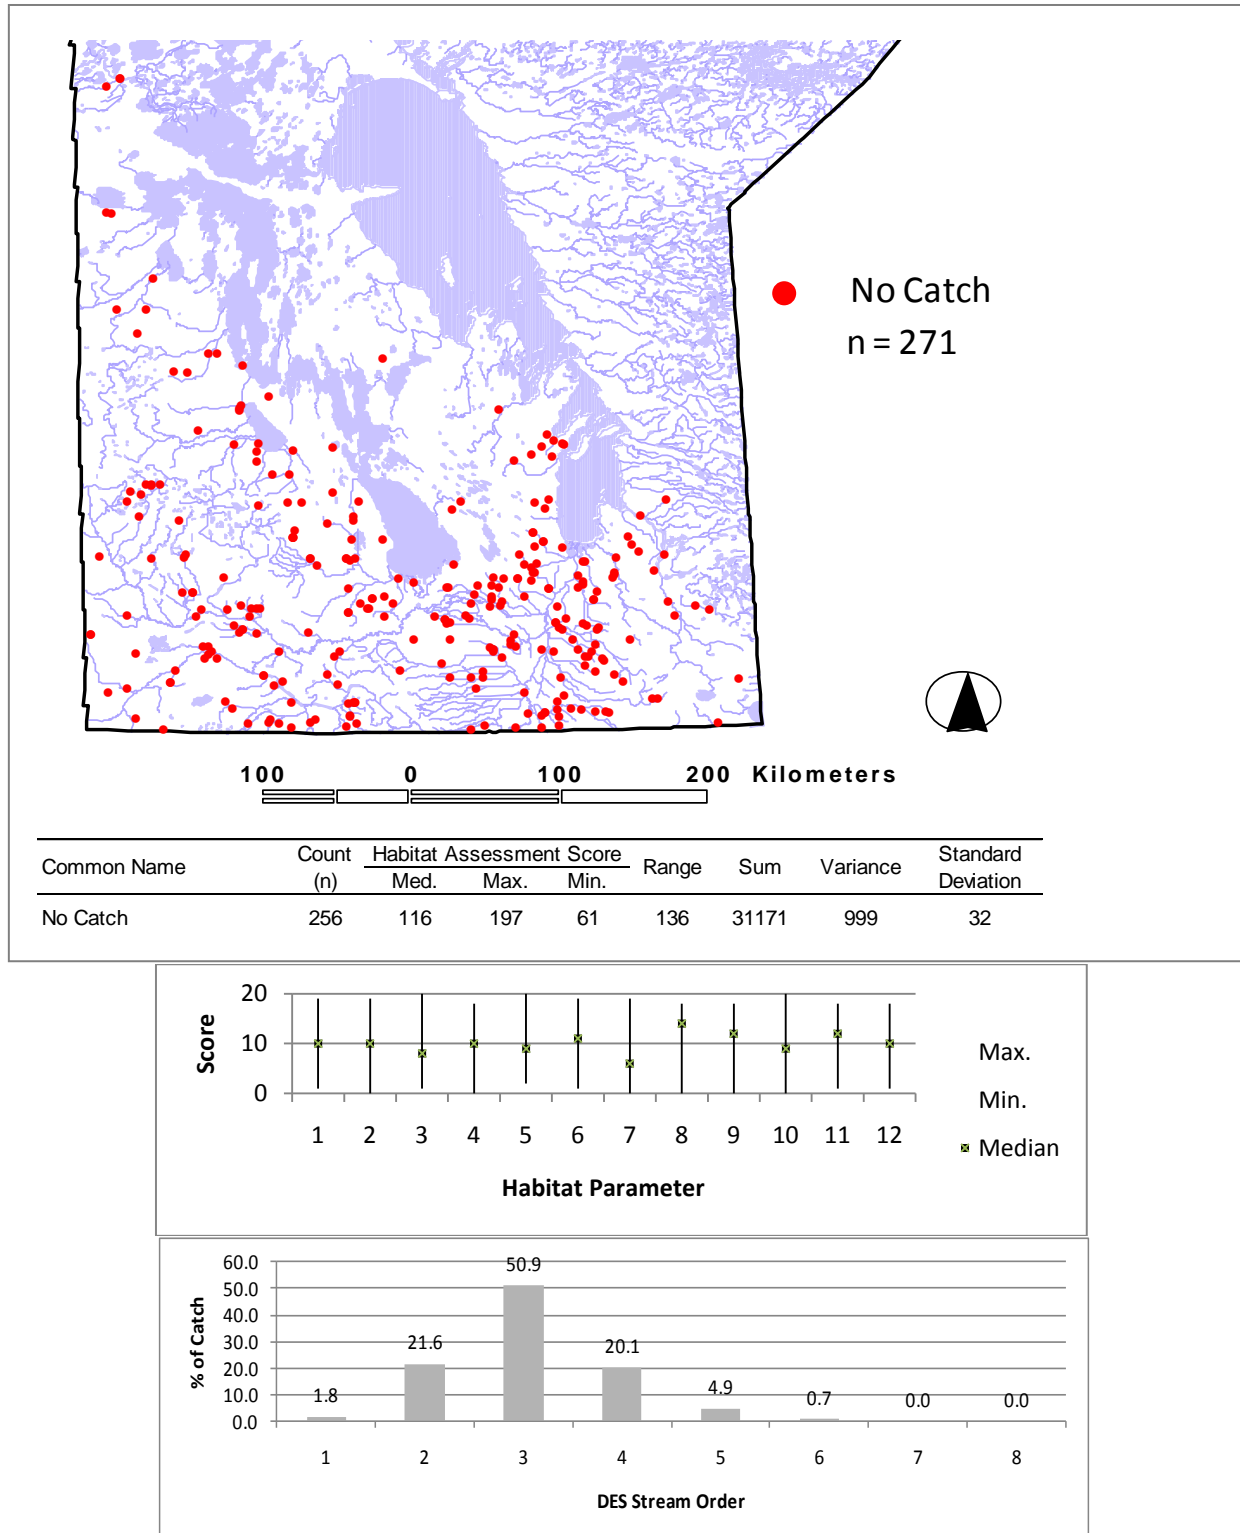 No Catch
n = 271
100 0 100 200 Kilometers
Common Name Count (n) Habitat Assessment Score Med. Max. Min. Range Sum Variance Standard Deviation
No Catch 256 116 197 61 136 31171 999 32
20
10
0
Score
1 2 3 4 5 6 7 8 9 10 11 12
Habitat Parameter
Max.
Min.
Median
60.0
50.0
40.0
30.0
20.0
10.0
0.0
% of Catch
1.8 21.6 50.9 20.1 4.9 0.7 0.0 0.0
1 2 3 4 5 6 7 8
DES Stream Order